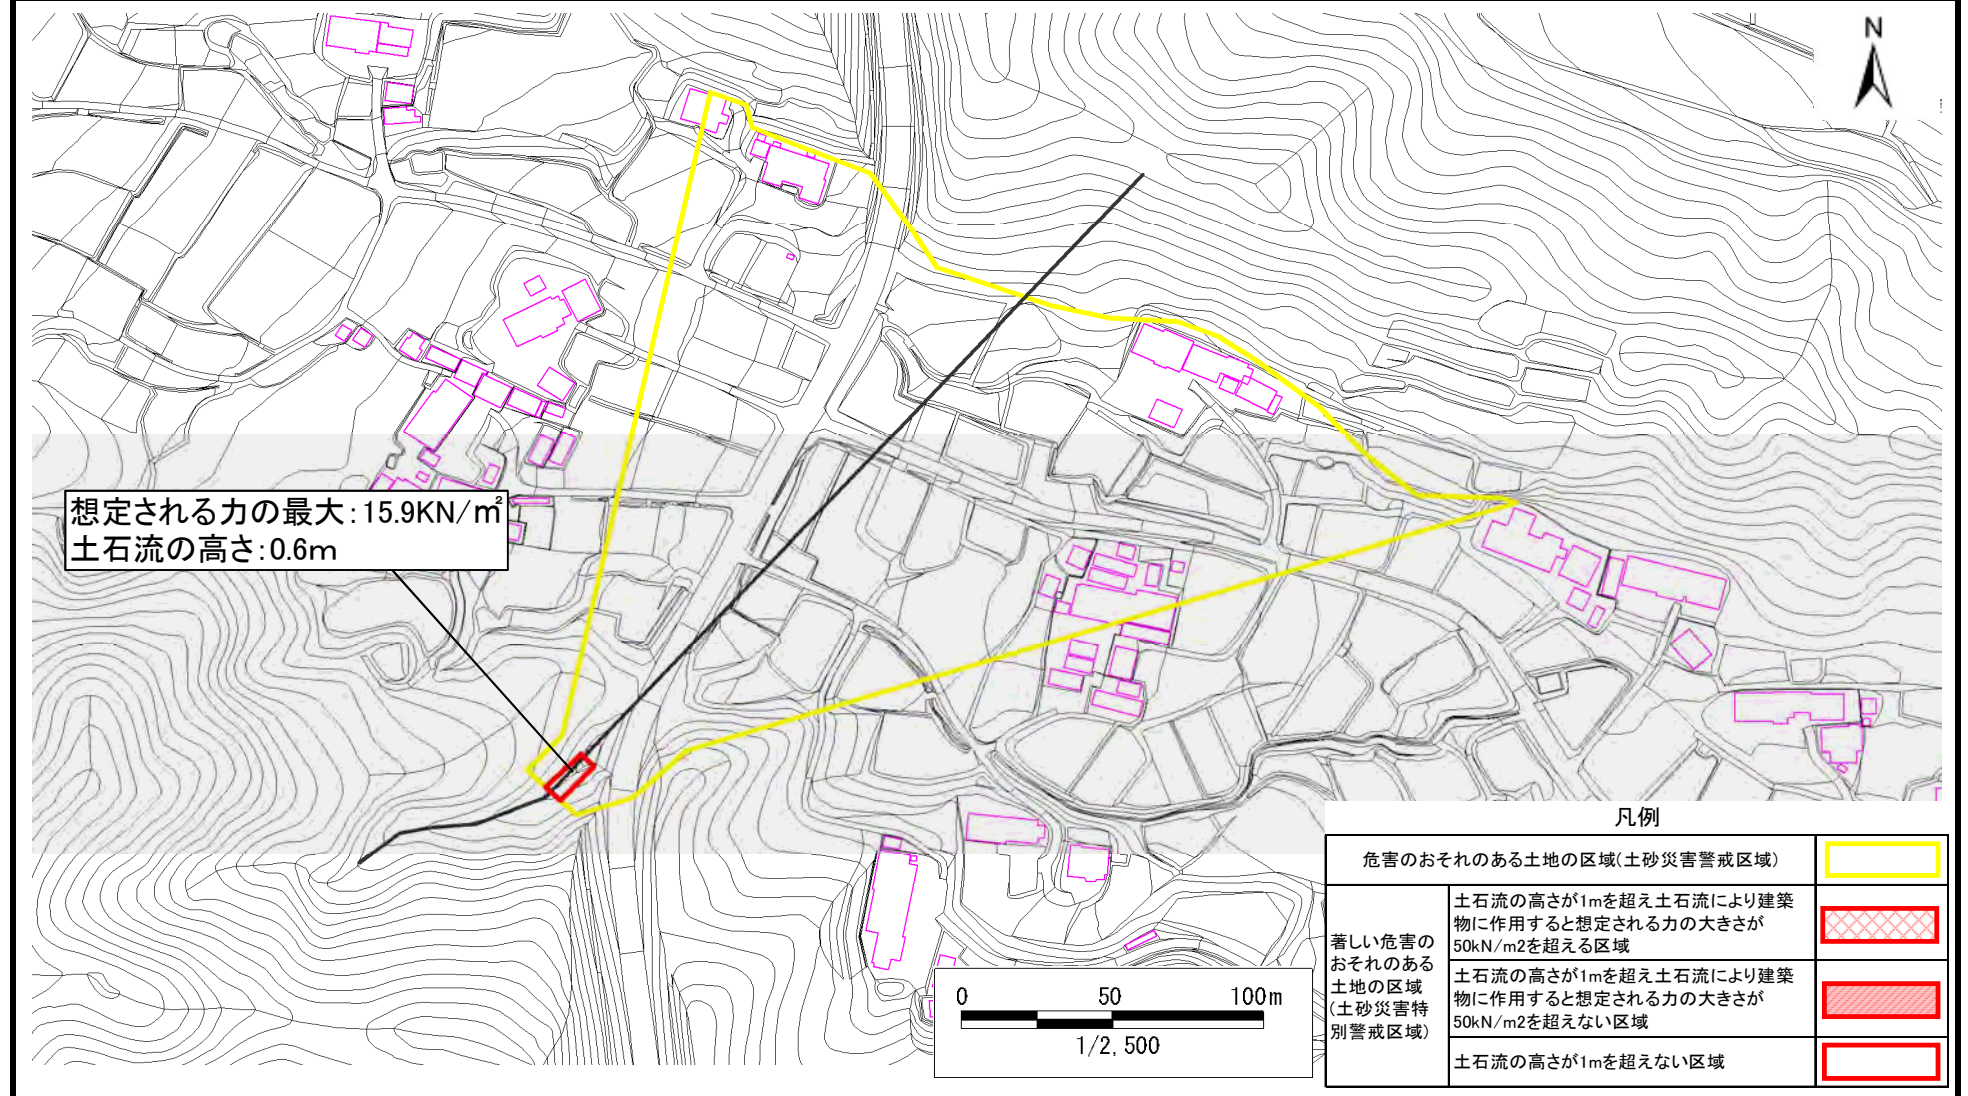 N
想定される力の最大:15.9KN/㎡
土石流の高さ:0.6m
凡例
危害のおそれのある土地の区域(土砂災害警戒区域)
著しい危害の
おそれのある
土地の区域
(土砂災害特
別警戒区域)
土石流の高さが1mを超え土石流により建築
物に作用すると想定される力の大きさが
50kN/m2を超える区域
土石流の高さが1mを超え土石流により建築
物に作用すると想定される力の大きさが
50kN/m2を超えない区域
土石流の高さが1mを超えない区域
0 50 100m
1/2,500